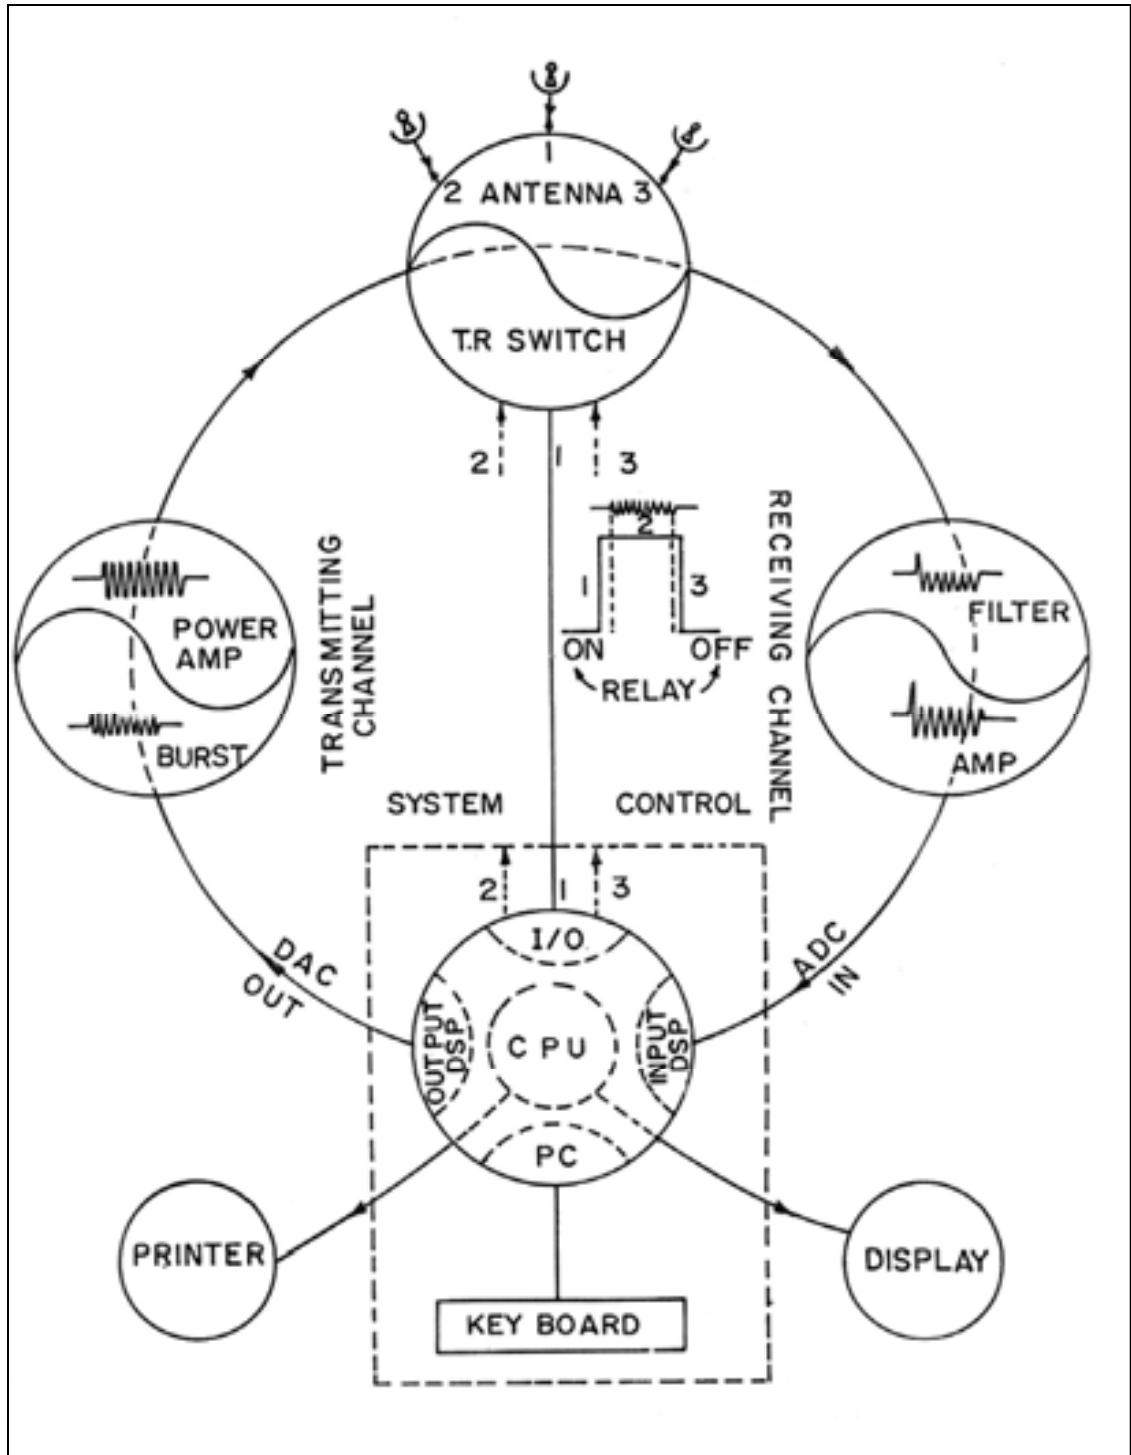 1
2 ANTENNA 3
T.R SWITCH
2 1 3
2
1 3
ON OFF
RELAY
TRANSMITTING
CHANNEL
RECEIVING CHANNEL
POWER
AMP
BURST
FILTER
AMP
SYSTEM CONTROL
2 1 3
I/O
DAC
OUT
ADC
IN
OUTPUT
DSP
CPU
INPUT
DSP
PC
PRINTER
DISPLAY
KEY BOARD